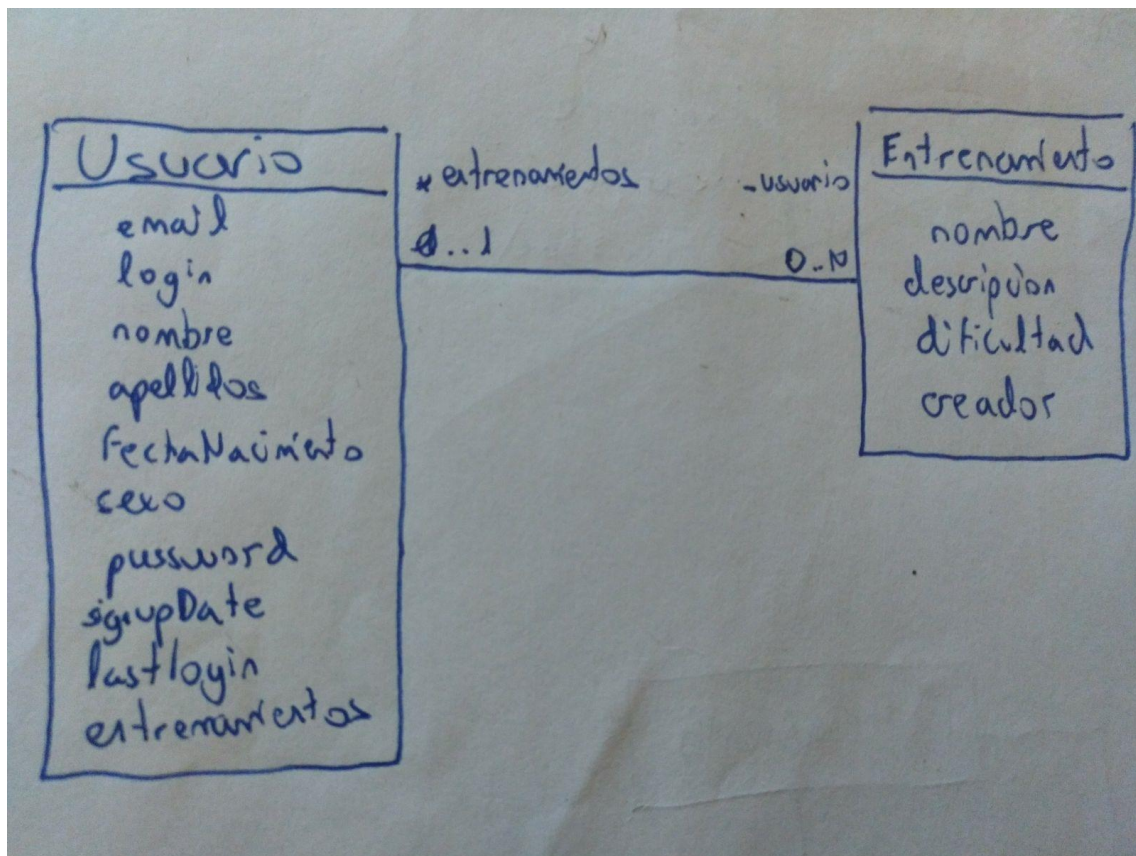 Usuario
email
login
nombre
apellidos
FechaNacimiento
sexo
password
signupDate
lastlogin
entrenamientos
* entrenamientos
0..1
-usuario
0..N
Entrenamiento
nombre
descripcion
dificultad
creador